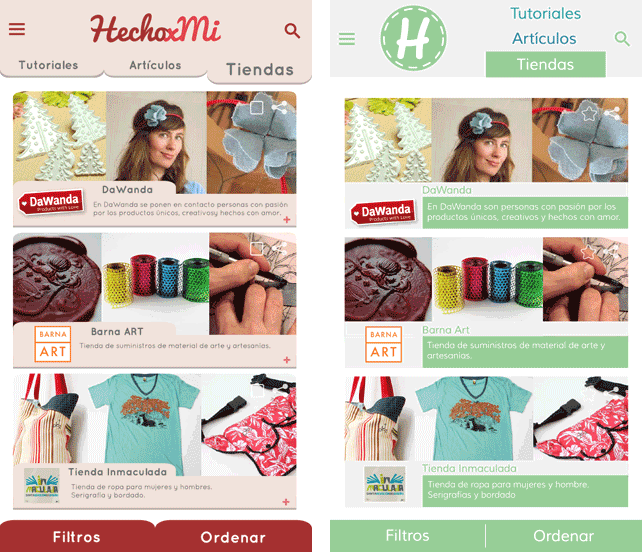 HechoxMi
Tutoriales
Artículos
Tiendas
DaWanda
DaWanda
Products with Love
En DaWanda se ponen en contacto personas con pasión
por los productos únicos, creativasy hechos con amor.
+
Barna ART
BARNA
ART
Tienda de suministros de material de arte y artesanías.
+
Tienda Inmaculada
IN
MACULADA
Tienda de ropa para mujeres y hombres.
Serigrafía y bordado.
+
Filtros
Ordenar
H
Tutoriales
Artículos
Tiendas
DaWanda
DaWanda
Products with Love
En DaWanda son personas con pasión por los
productos únicos, creativos y hechos con amor.
Barna Art
BARNA
ART
Tienda de suministros de material de arte y
artesanías.
Tienda Inmaculada
IN
MACULADA
Tienda de ropa para mujeres y hombre.
Serigrafías y bordado
Filtros
Ordenar